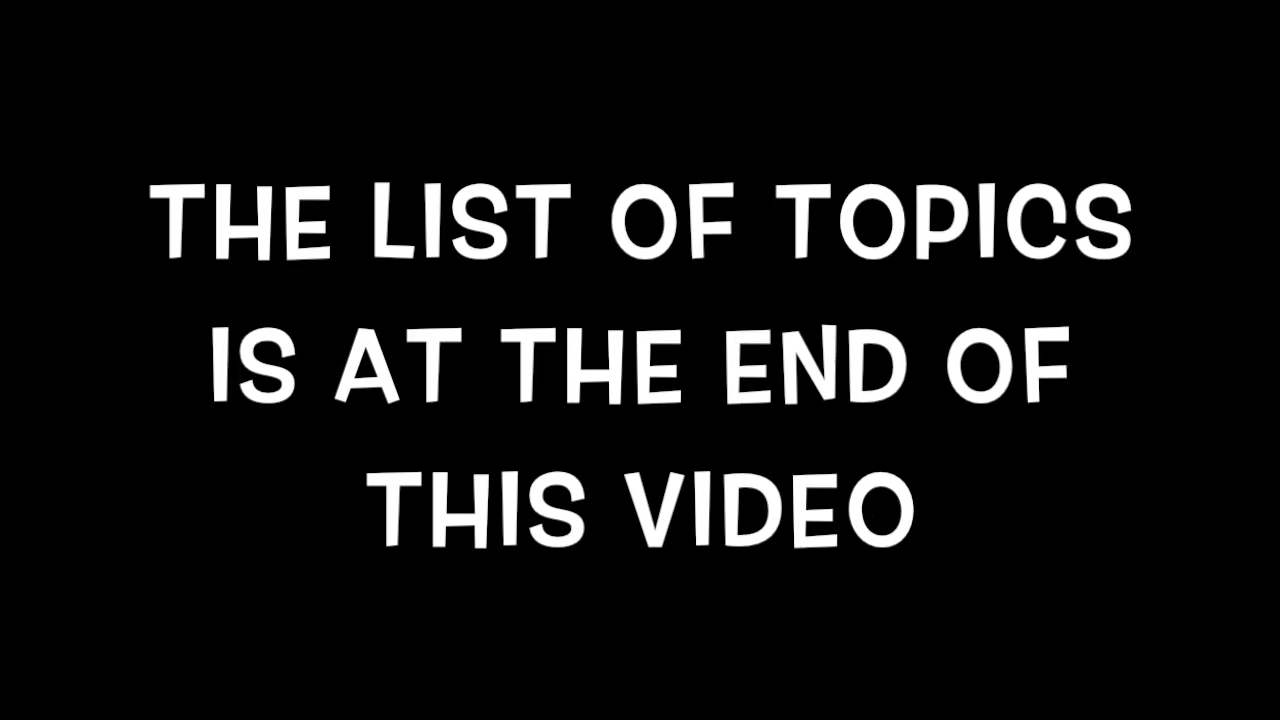 THE LIST OF TOPICS
IS AT THE END OF
THIS VIDEO